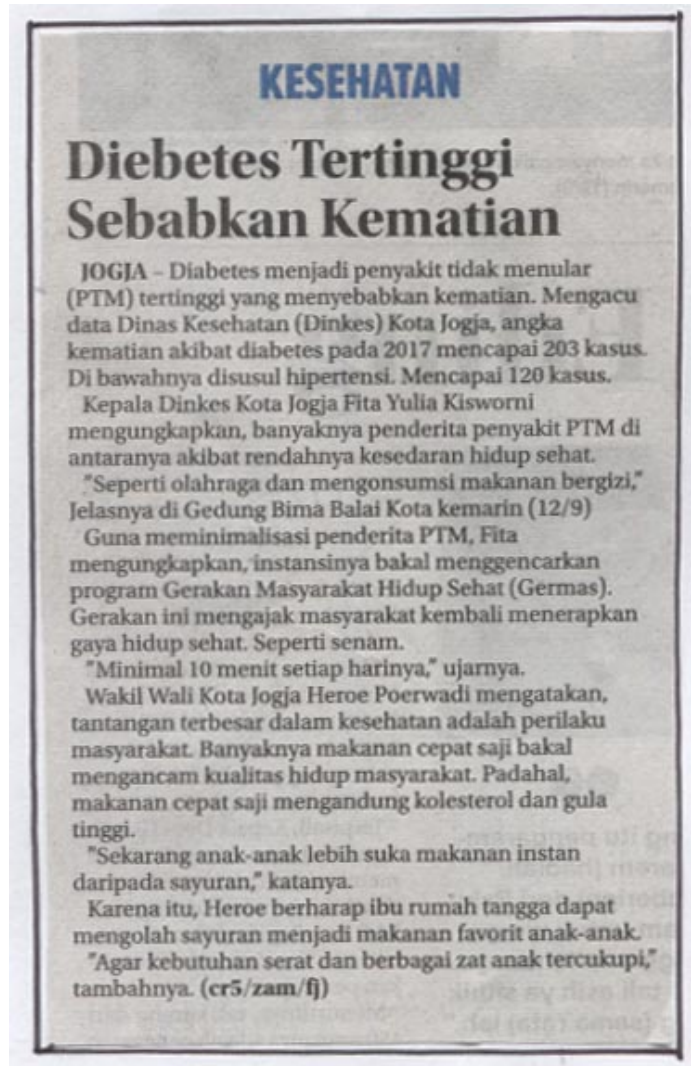 KESEHATAN
Diebetes Tertinggi
Sebabkan Kematian
JOGJA – Diabetes menjadi penyakit tidak menular
(PTM) tertinggi yang menyebabkan kematian. Mengacu
data Dinas Kesehatan (Dinkes) Kota Jogja, angka
kematian akibat diabetes pada 2017 mencapai 203 kasus.
Di bawahnya disusul hipertensi. Mencapai 120 kasus.
Kepala Dinkes Kota Jogja Fita Yulia Kisworni
mengungkapkan, banyaknya penderita penyakit PTM di
antaranya akibat rendahnya kesedaran hidup sehat.
"Seperti olahraga dan mengonsumsi makanan bergizi,"
Jelasnya di Gedung Bima Balai Kota kemarin (12/9)
Guna meminimalisasi penderita PTM, Fita
mengungkapkan, instansinya bakal menggencarkan
program Gerakan Masyarakat Hidup Sehat (Germas).
Gerakan ini mengajak masyarakat kembali menerapkan
gaya hidup sehat. Seperti senam.
"Minimal 10 menit setiap harinya," ujarnya.
Wakil Wali Kota Jogja Heroe Poerwadi mengatakan,
tantangan terbesar dalam kesehatan adalah perilaku
masyarakat. Banyaknya makanan cepat saji bakal
mengancam kualitas hidup masyarakat. Padahal,
makanan cepat saji mengandung kolesterol dan gula
tinggi.
"Sekarang anak-anak lebih suka makanan instan
daripada sayuran," katanya.
Karena itu, Heroe berharap ibu rumah tangga dapat
mengolah sayuran menjadi makanan favorit anak-anak.
"Agar kebutuhan serat dan berbagai zat anak tercukupi,"
tambahnya. (cr5/zam/fj)